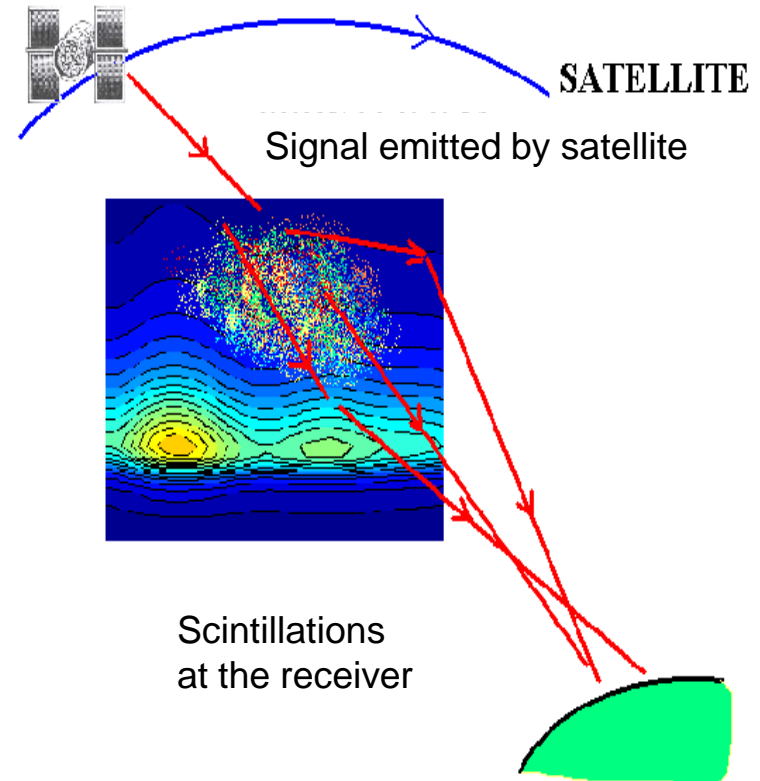 SATELLITE
Signal emitted by satellite
Scintillations
at the receiver